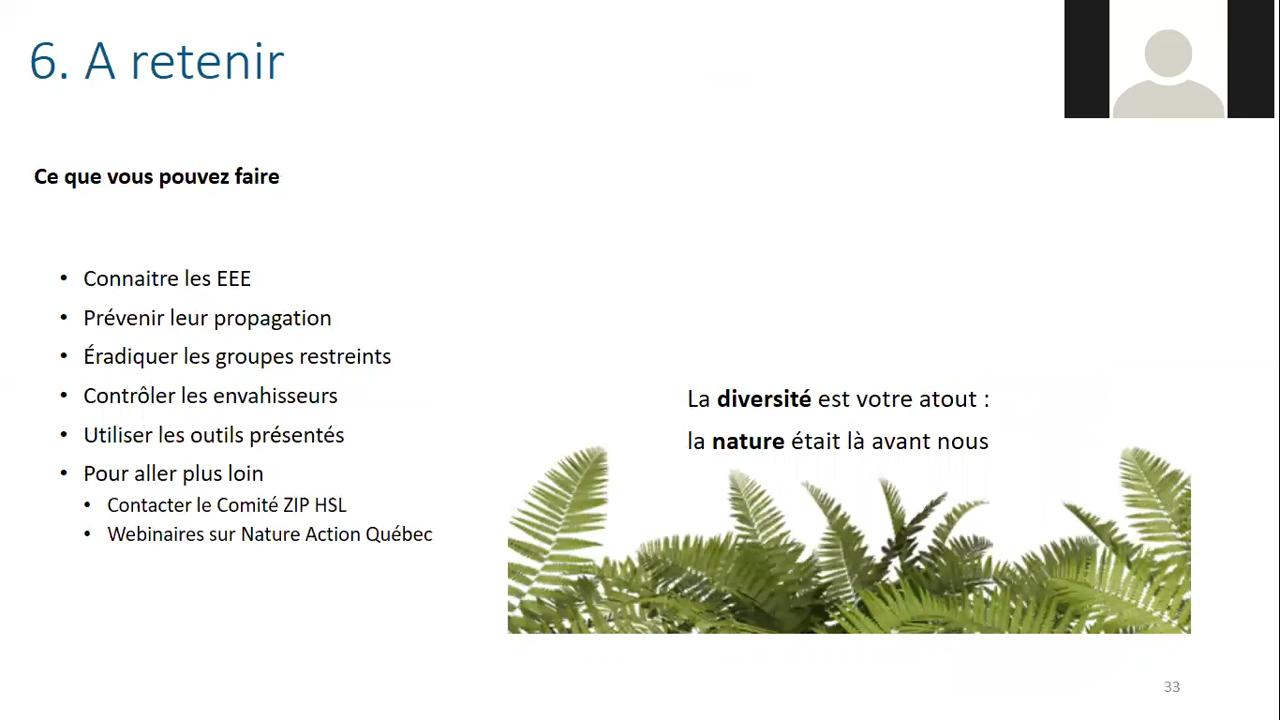 6. A retenir
Ce que vous pouvez faire
• Connaitre les EEE
• Prévenir leur propagation
• Éradiquer les groupes restreints
• Contrôler les envahisseurs
• Utiliser les outils présentés
• Pour aller plus loin
• Contacter le Comité ZIP HSL
• Webinaires sur Nature Action Québec
La diversité est votre atout :
la nature était là avant nous
33